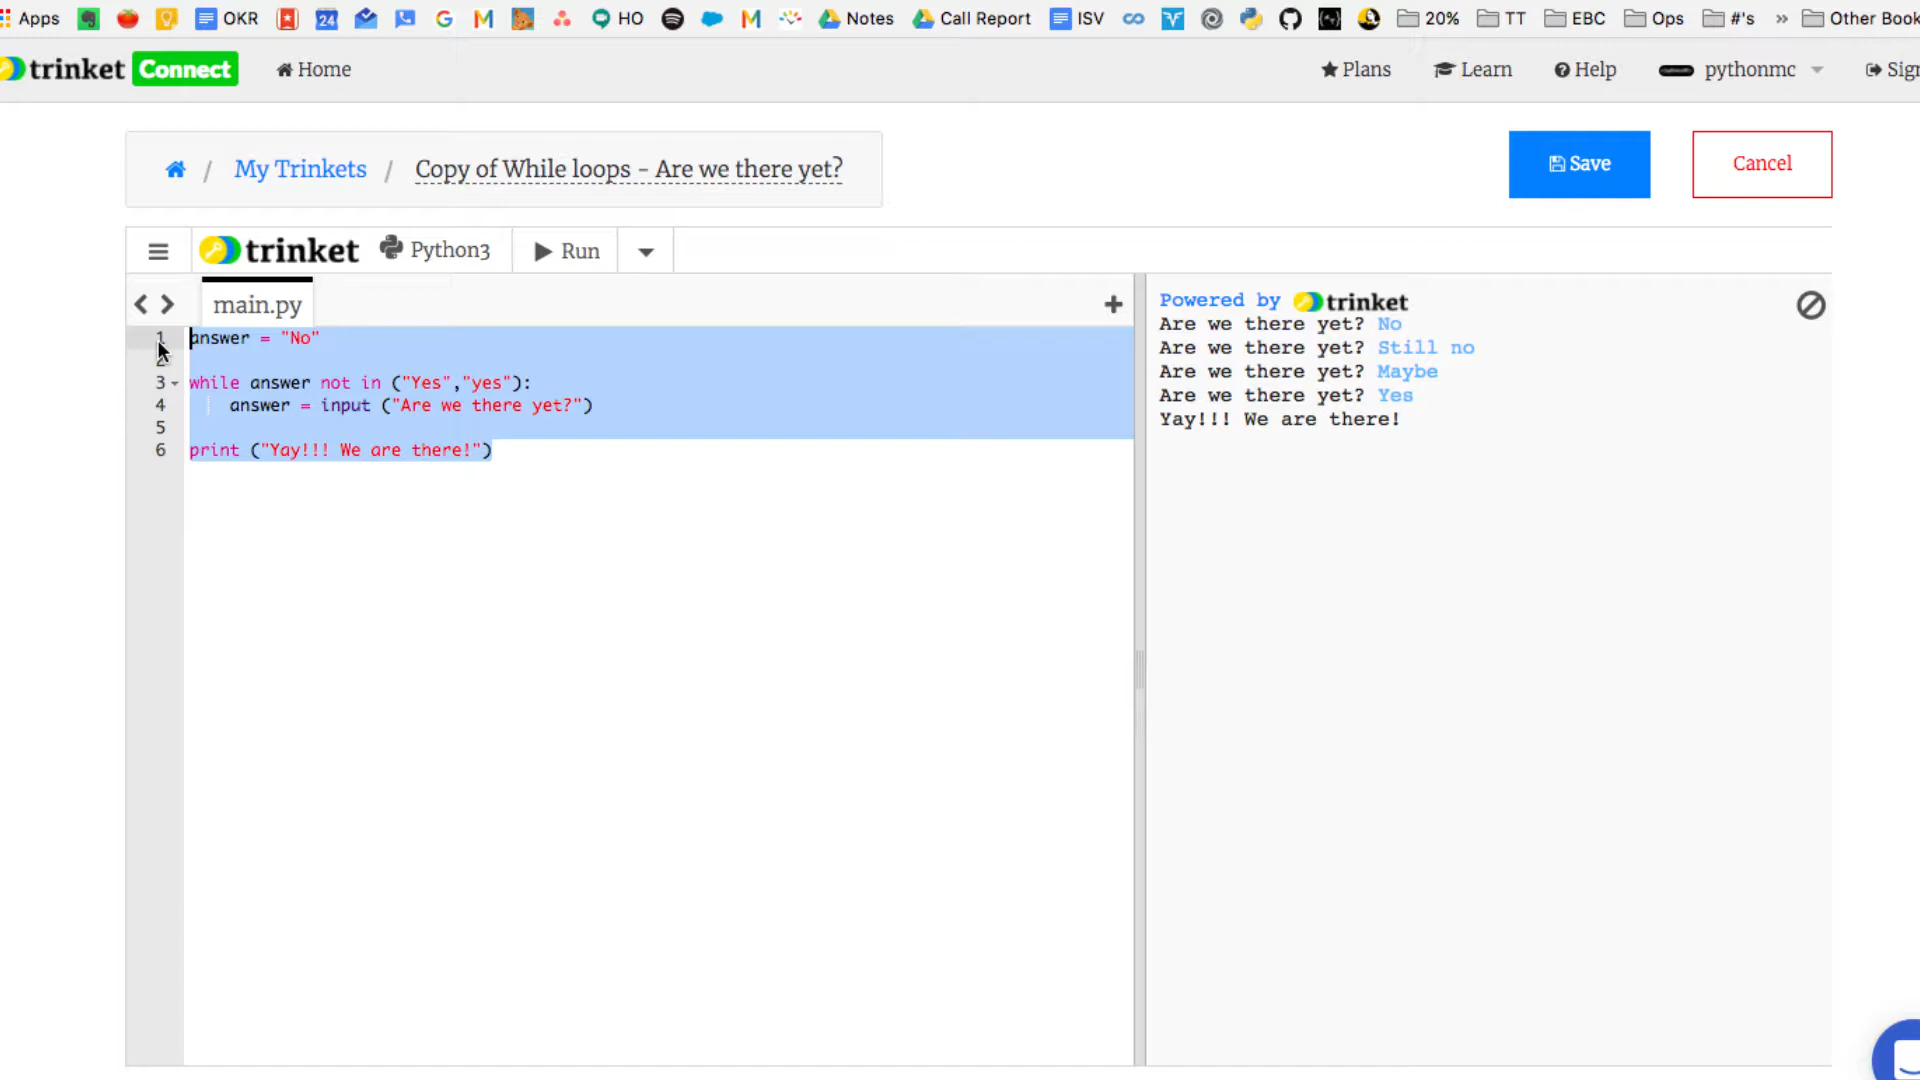 Apps OKR 24 G M HO M Notes Call Report ISV 20% TT EBC Ops #'s » Other Book
trinket Connect Home Plans Learn Help pythonmc Sign
/ My Trinkets / Copy of While loops - Are we there yet? Save Cancel
trinket Python3 Run
main.py +
1 answer = "No"
2
3 while answer not in ("Yes","yes"):
4 answer = input ("Are we there yet?")
5
6 print ("Yay!!! We are there!")
Powered by trinket
Are we there yet? No
Are we there yet? Still no
Are we there yet? Maybe
Are we there yet? Yes
Yay!!! We are there!